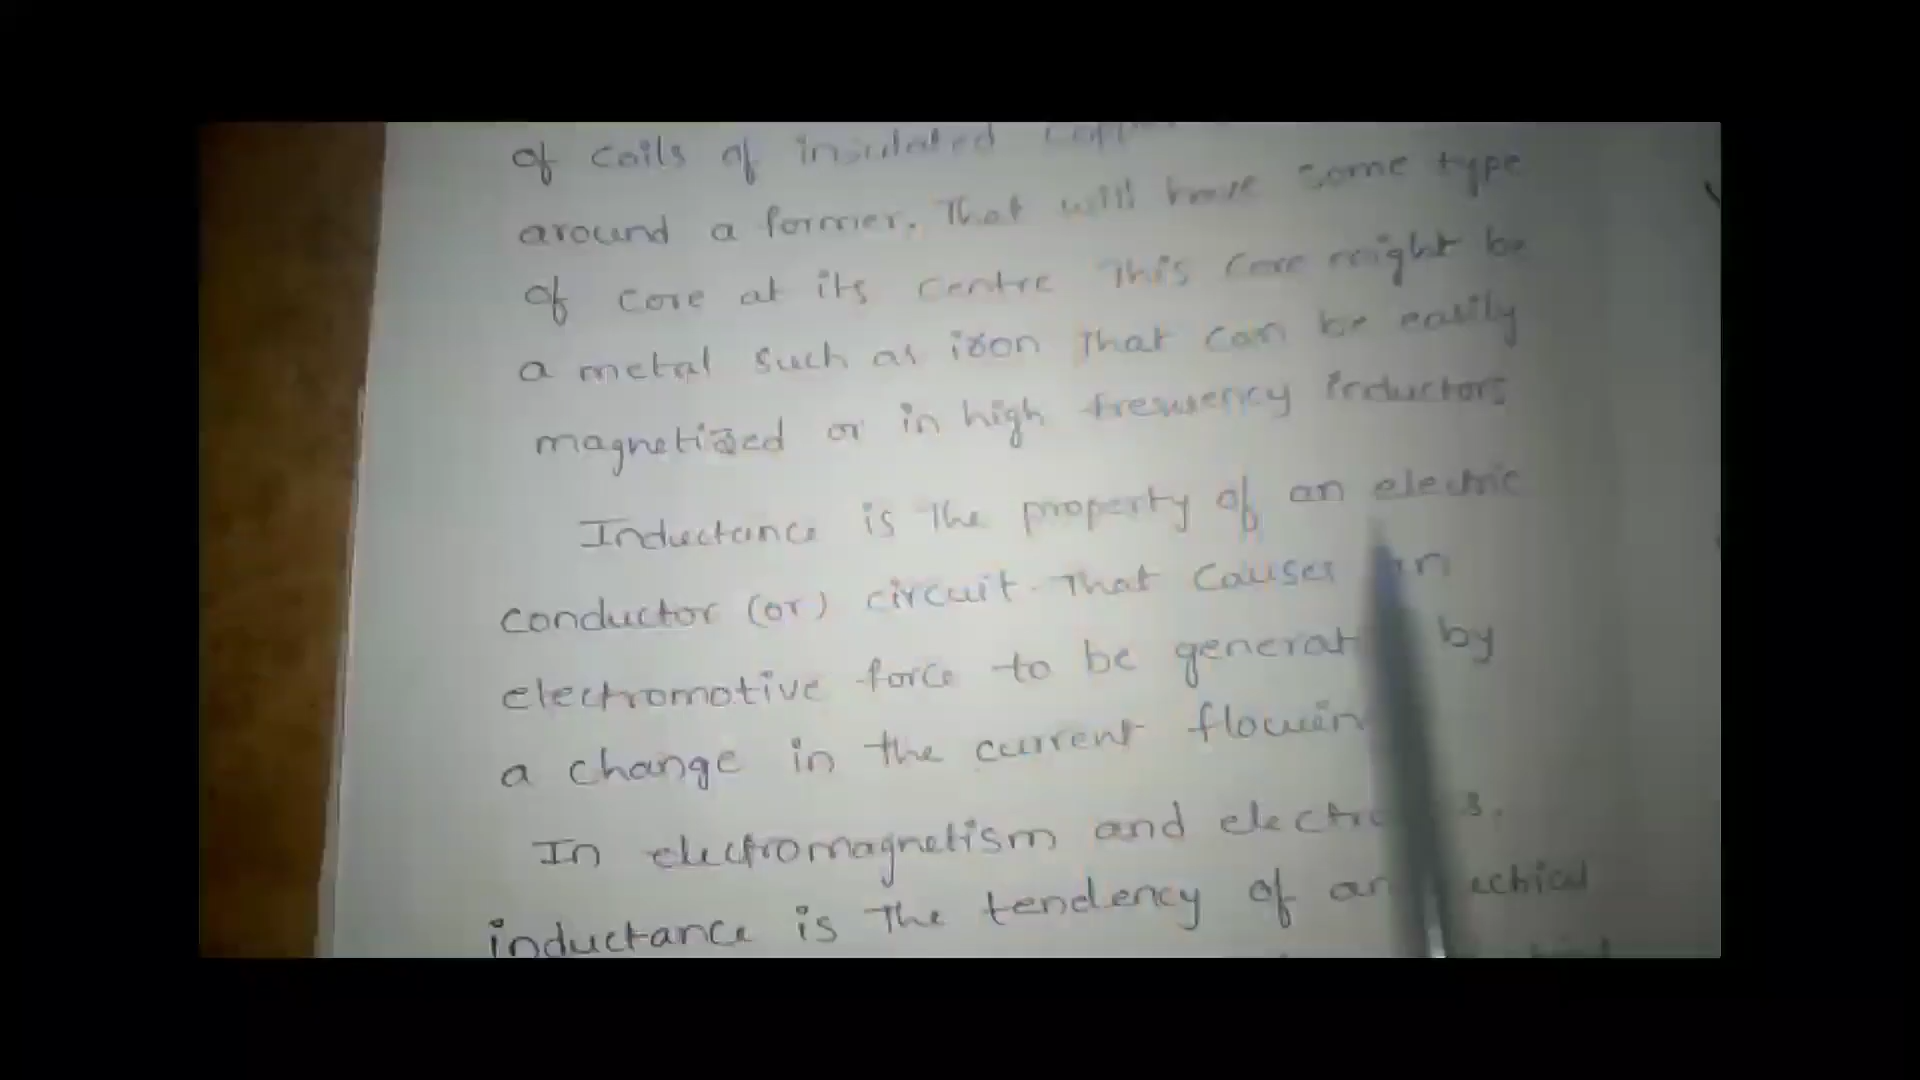 of coils of insulated
around a former. That will have some type
of core at its centre This core might be
a metal such as iron That can be easily
magnetized or in high frequency inductors
Inductance is The property of an electric
conductor (or) circuit That causes an
electromotive force to be generat by
a change in the current flowin
In electromagnetism and electro s.
inductance is The tendency of an